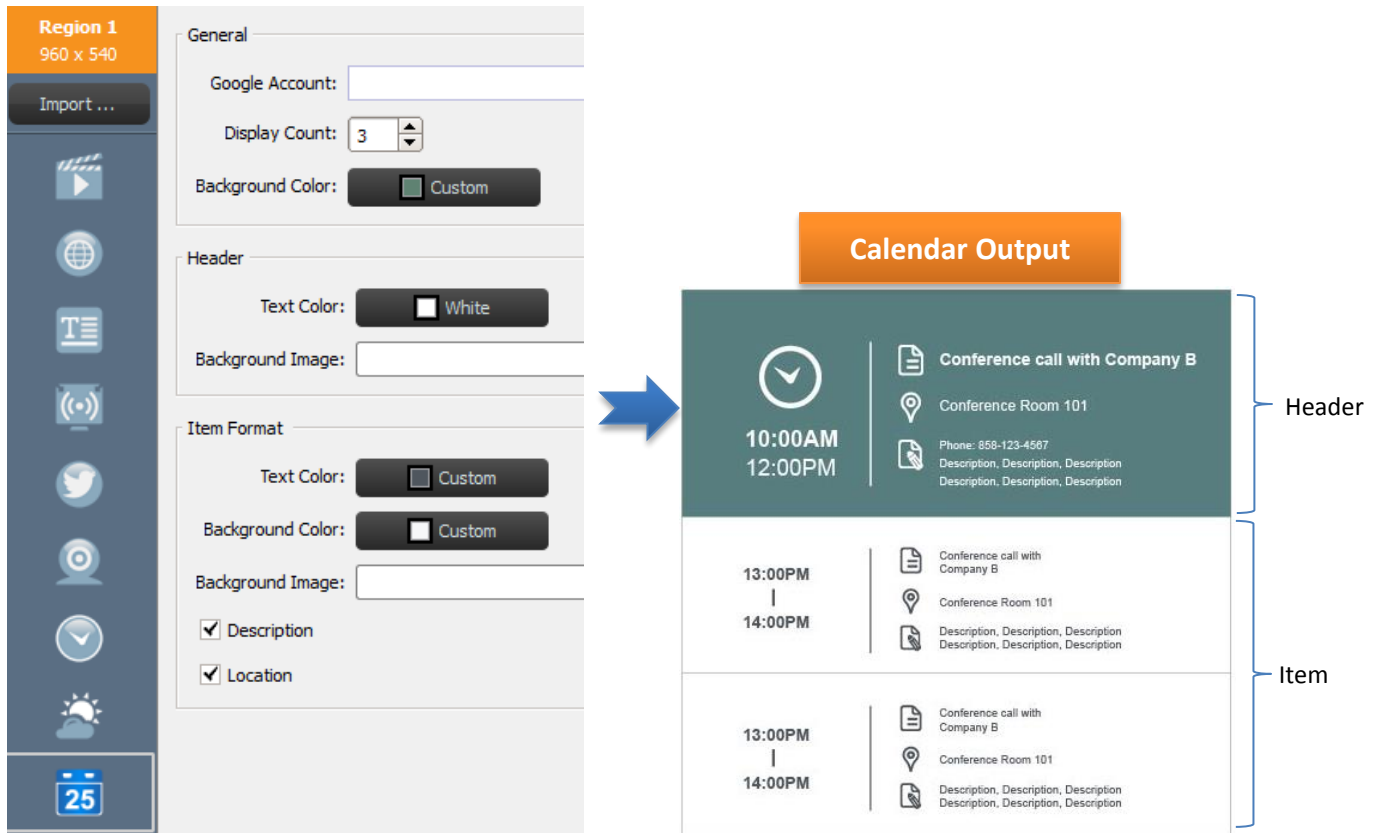 Region 1
960 x 540
Import ...
T
25
General
Google Account:
Display Count: 3
Background Color: Custom
Header
Text Color: White
Background Image:
Item Format
Text Color: Custom
Background Color: Custom
Background Image:
Description
Location
Calendar Output
10:00AM
12:00PM
Conference call with Company B
Conference Room 101
Phone: 858-123-4567
Description, Description, Description
Description, Description, Description
Header
13:00PM
14:00PM
Conference call with
Company B
Conference Room 101
Description, Description, Description
Description, Description, Description
Item
13:00PM
14:00PM
Conference call with
Company B
Conference Room 101
Description, Description, Description
Description, Description, Description